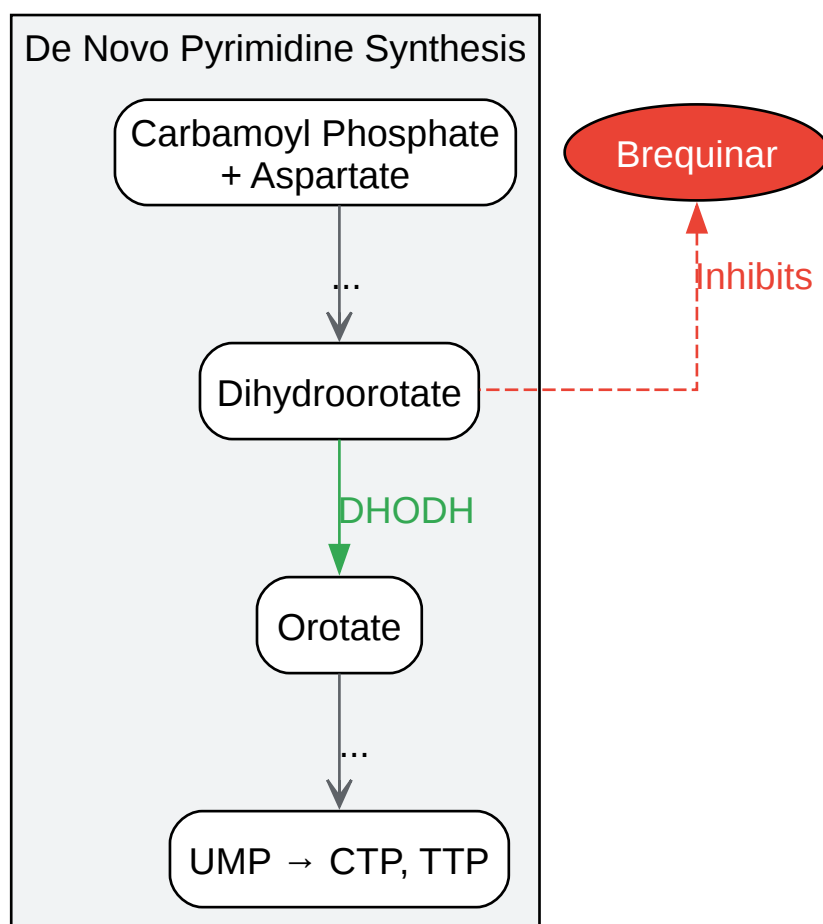 De Novo Pyrimidine Synthesis
Carbamoyl Phosphate
+ Aspartate
Brequinar
Inhibits
...
Dihydroorotate
DHODH
Orotate
...
UMP → CTP, TTP